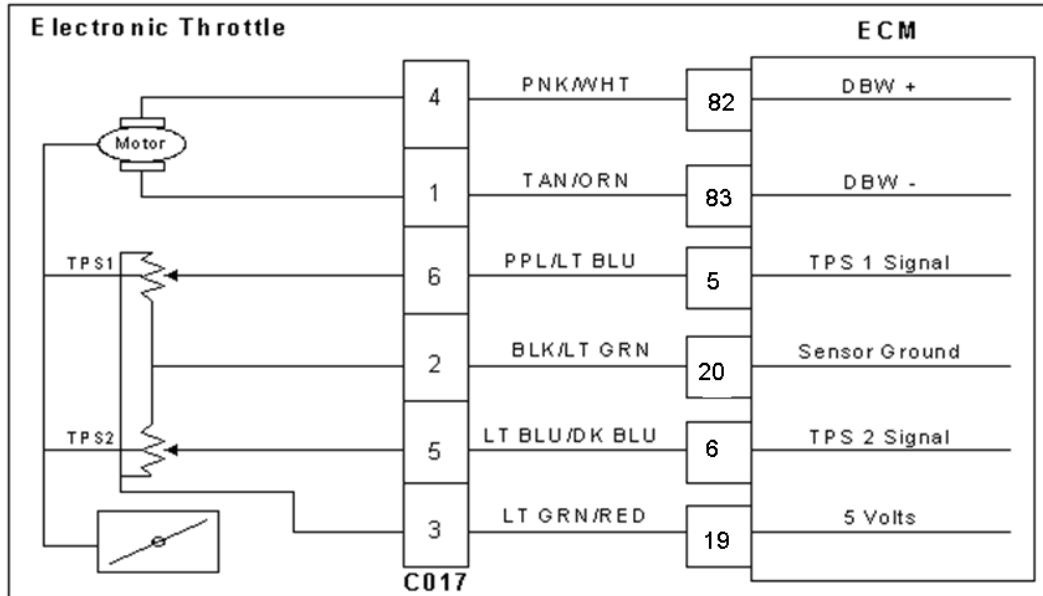 Electronic Throttle
ECM
4
PNK/WHT
82
DBW +
Motor
1
TAN/ORN
83
DBW -
TPS1
6
PPL/LT BLU
5
TPS 1 Signal
2
BLK/LT GRN
20
Sensor Ground
TPS2
5
LT BLU/DK BLU
6
TPS 2 Signal
3
LT GRN/RED
19
5 Volts
C017